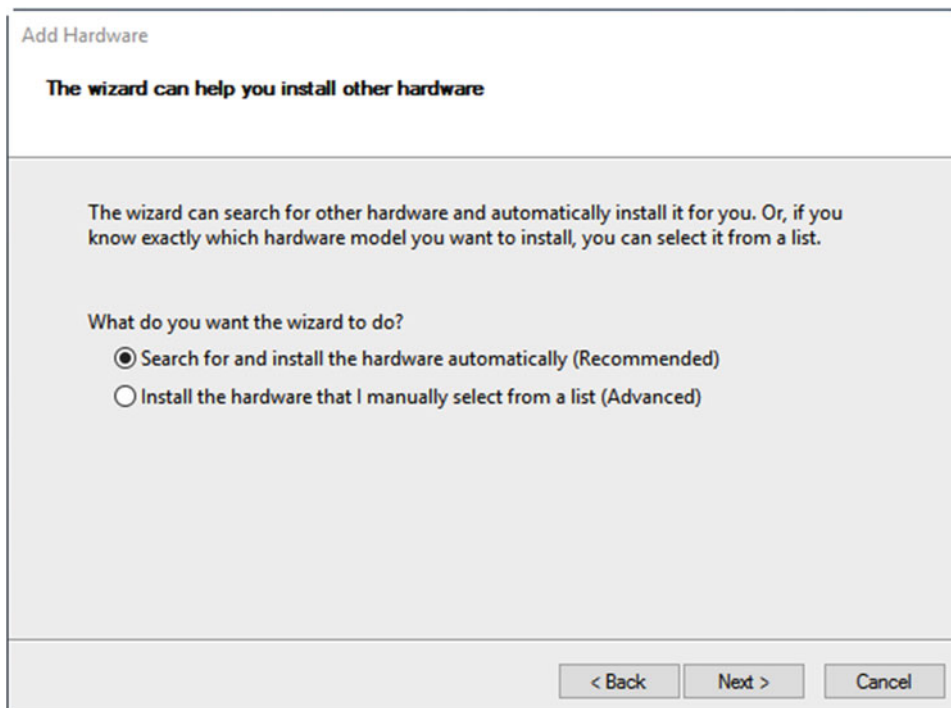 Add Hardware
The wizard can help you install other hardware
The wizard can search for other hardware and automatically install it for you. Or, if you
know exactly which hardware model you want to install, you can select it from a list.
What do you want the wizard to do?
Search for and install the hardware automatically (Recommended)
Install the hardware that I manually select from a list (Advanced)
< Back Next > Cancel